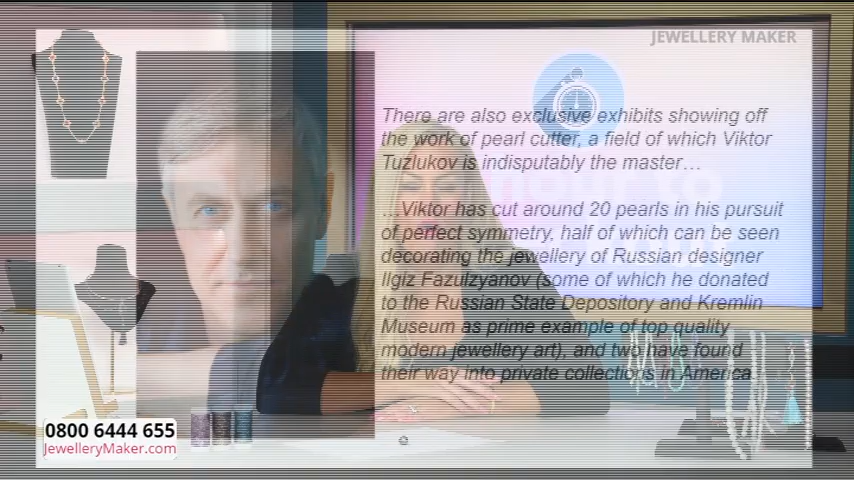 JEWELLERY MAKER
There are also exclusive exhibits showing off
the work of pearl cutter, a field of which Viktor
Tuzlukov is indisputably the master…
…Viktor has cut around 20 pearls in his pursuit
of perfect symmetry, half of which can be seen
decorating the jewellery of Russian designer
Ilgiz Fazulzyanov (some of which he donated
to the Russian State Depository and Kremlin
Museum as prime example of top quality
modern jewellery art), and two have found
their way into private collections in America
0800 6444 655
JewelleryMaker.com